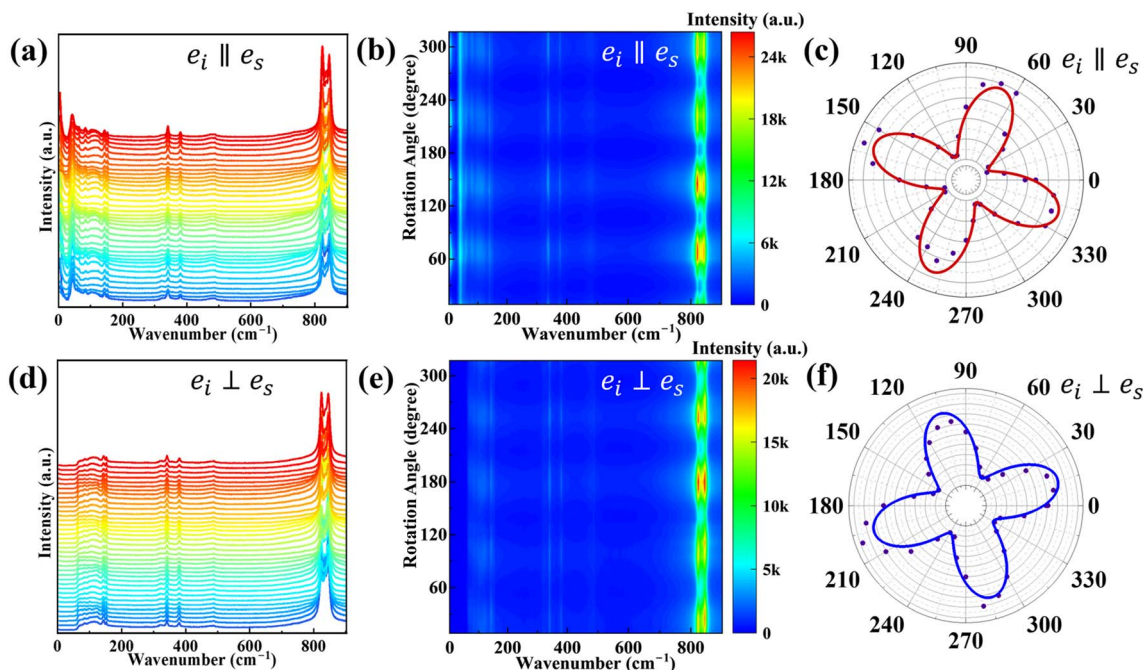 (a)
e_i ∥ e_s
Intensity (a.u.)
0 200 400 600 800
Wavenumber (cm⁻¹)
(b)
Intensity (a.u.)
e_i ∥ e_s
Rotation Angle (degree)
300
240
180
120
60
0 200 400 600 800
Wavenumber (cm⁻¹)
24k
18k
12k
6k
0
(c)
e_i ∥ e_s
90
60
30
0
330
300
270
240
210
180
150
120
(d)
e_i ⊥ e_s
Intensity (a.u.)
0 200 400 600 800
Wavenumber (cm⁻¹)
(e)
Intensity (a.u.)
e_i ⊥ e_s
Rotation Angle (degree)
300
240
180
120
60
0 200 400 600 800
Wavenumber (cm⁻¹)
20k
15k
10k
5k
0
(f)
e_i ⊥ e_s
90
60
30
0
330
300
270
240
210
180
150
120